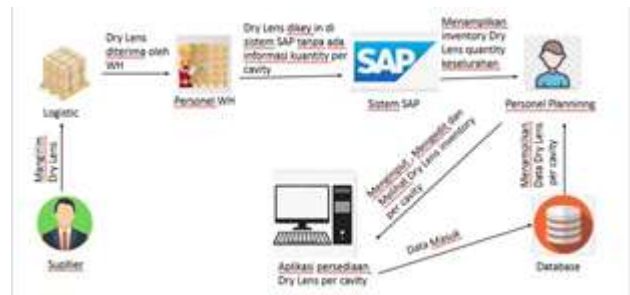 Dry Lens
diterima oleh
WH
Dry Lens dikey in di
sistem SAP tanpa ada
informasi kuantity per
cavity
Menampilkan
inventory Dry
Lens quantity
keseluruhan
SAP
Logistic
Personel WH
Sistem SAP
Personel Planninng
Mengirim
Dry Lens
Menginput, Mengedit dan
Melihat Dry Lens inventory
per cavity
Menampilkan
Data Dry Lens
per cavity
Suplier
Aplikasi persediaan
Dry Lens per cavity
Data Masuk
Database